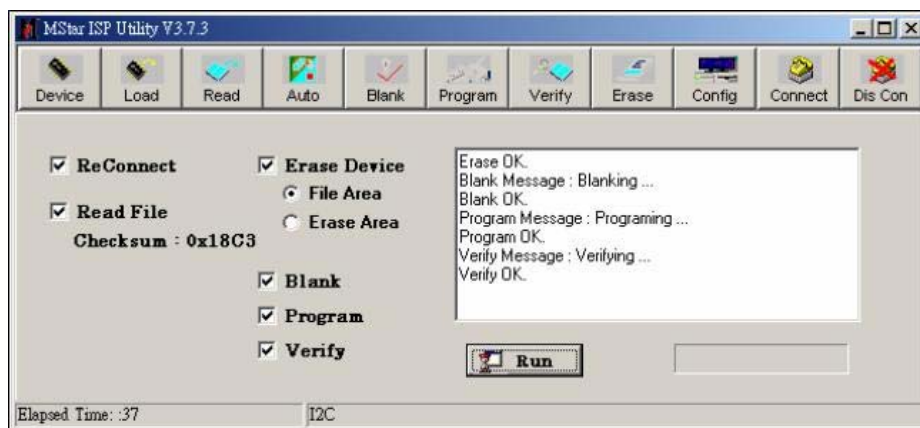 MStar ISP Utility V3.7.3
Device Load Read Auto Blank Program Verify Erase Config Connect Dis Con
ReConnect
Read File
Checksum : 0x18C3
Erase Device
File Area
Erase Area
Blank
Program
Verify
Erase OK.
Blank Message : Blanking ...
Blank OK.
Program Message : Programing ...
Program OK.
Verify Message : Verifying ...
Verify OK.
Run
Elapsed Time: :37
I2C